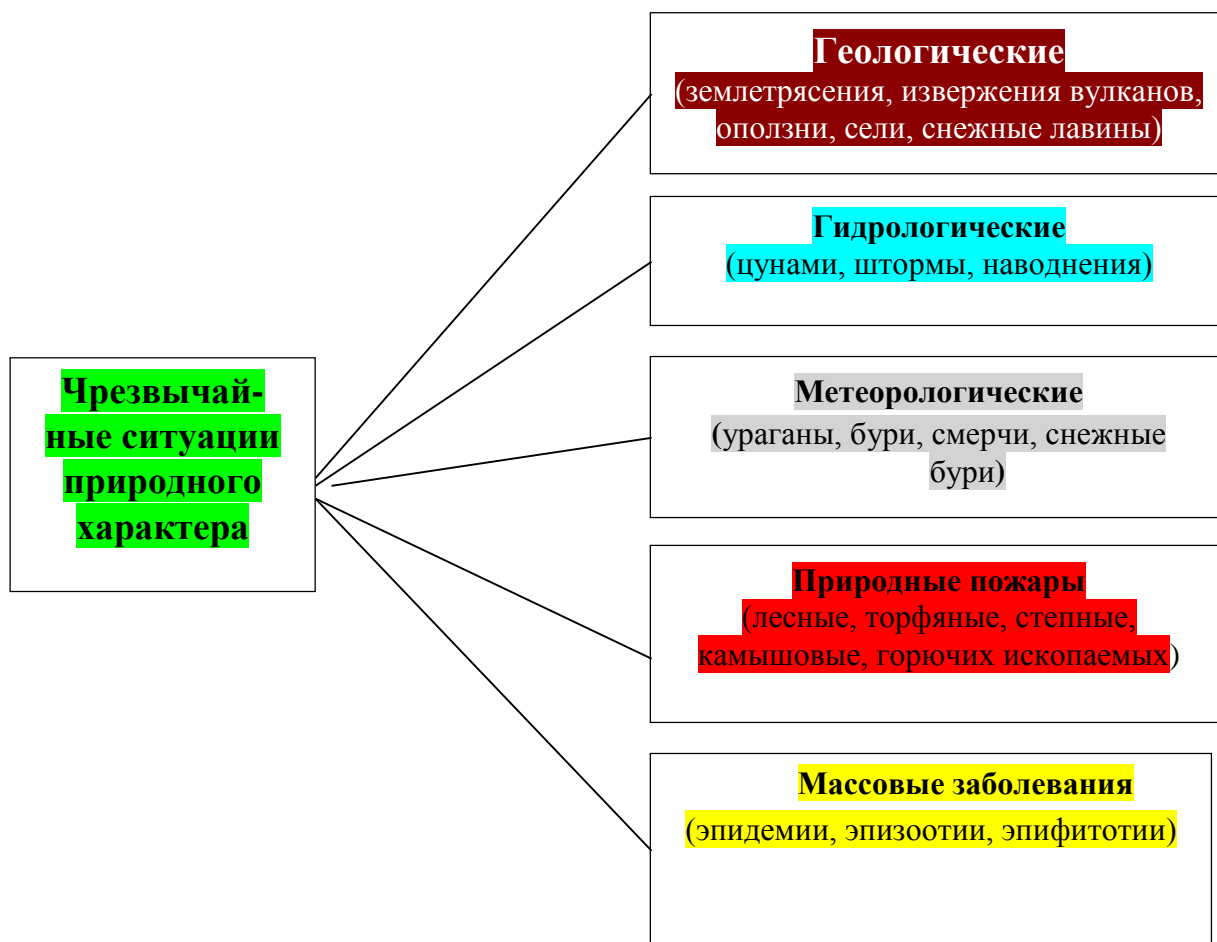 Геологические
(землетрясения, извержения вулканов,
оползни, сели, снежные лавины)
Гидрологические
(цунами, штормы, наводнения)
Чрезвычай-
ные ситуации
природного
характера
Метеорологические
(ураганы, бури, смерчи, снежные
бури)
Природные пожары
(лесные, торфяные, степные,
камышовые, горючих ископаемых)
Массовые заболевания
(эпидемии, эпизоотии, эпифитотии)